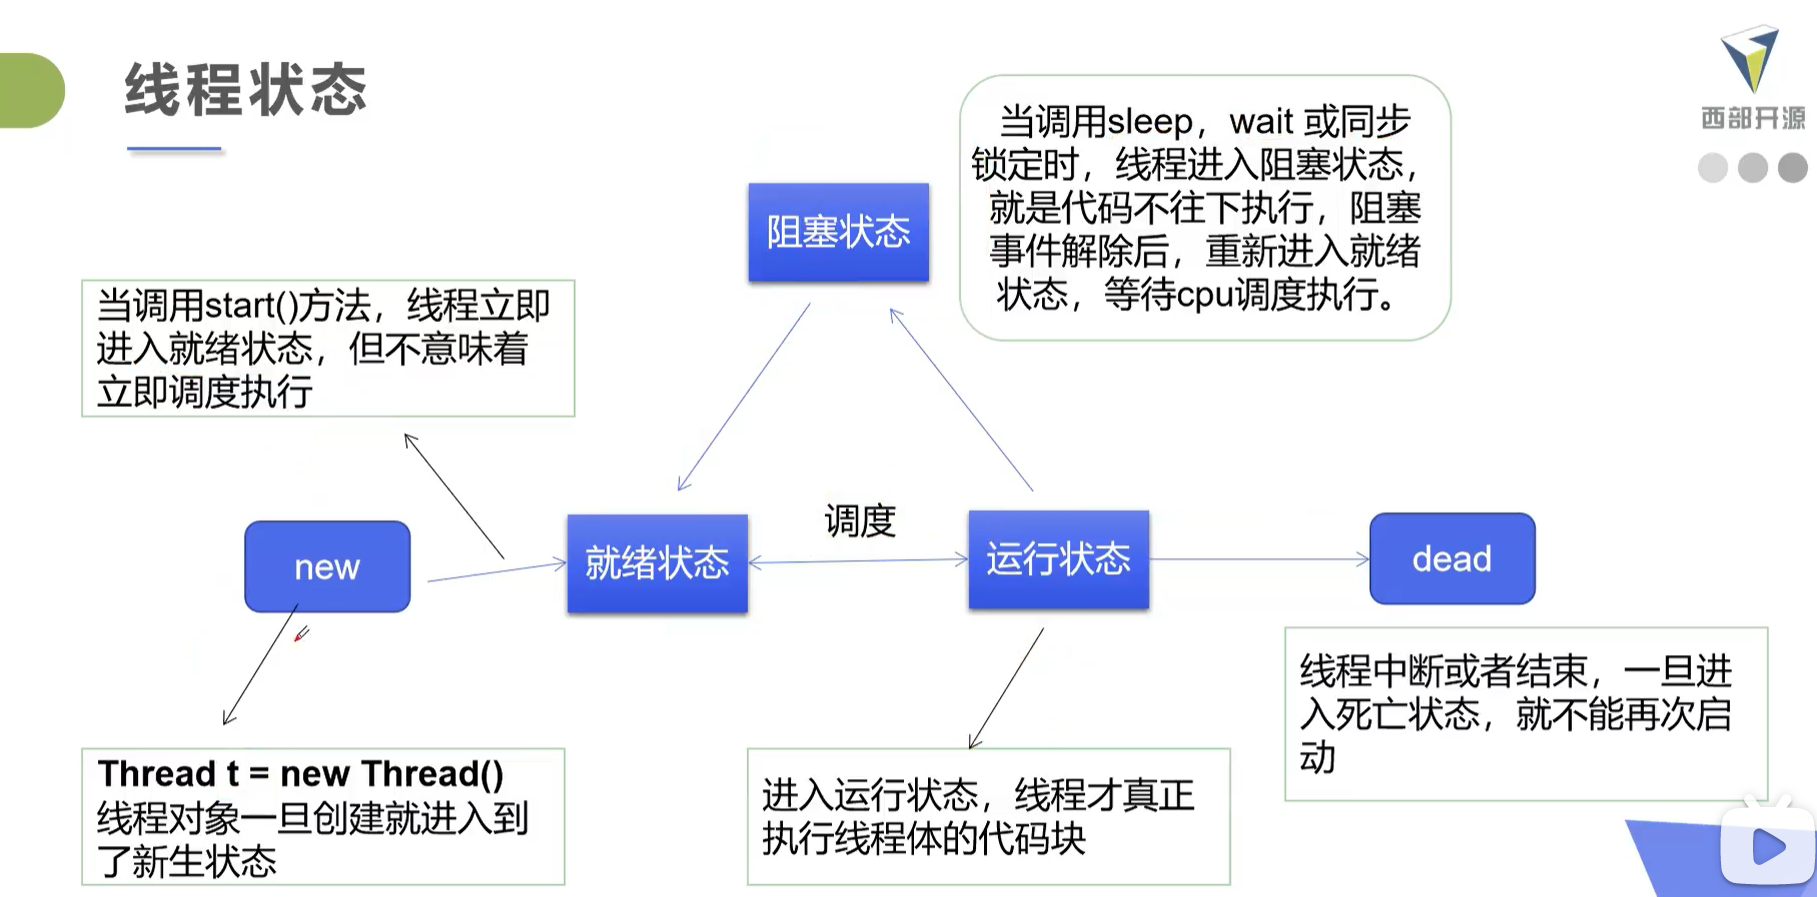 线程状态
西部开源
当调用sleep，wait 或同步
锁定时，线程进入阻塞状态，
就是代码不往下执行，阻塞
事件解除后，重新进入就绪
状态，等待cpu调度执行。
阻塞状态
当调用start()方法，线程立即
进入就绪状态，但不意味着
立即调度执行
new
就绪状态
调度
运行状态
dead
Thread t = new Thread()
线程对象一旦创建就进入到
了新生状态
进入运行状态，线程才真正
执行线程体的代码块
线程中断或者结束，一旦进
入死亡状态，就不能再次启
动